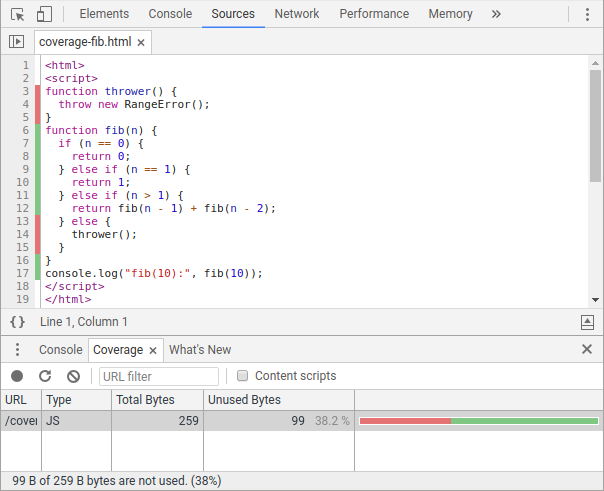 Elements Console Sources Network Performance Memory »
coverage-fib.html ×
1 <html>
2 <script>
3 function thrower() {
4   throw new RangeError();
5 }
6 function fib(n) {
7   if (n == 0) {
8     return 0;
9   } else if (n == 1) {
10     return 1;
11   } else if (n > 1) {
12     return fib(n - 1) + fib(n - 2);
13   } else {
14     thrower();
15   }
16 }
17 console.log("fib(10):", fib(10));
18 </script>
19 </html>
{} Line 1, Column 1
Console Coverage × What's New
URL filter Content scripts
URL Type Total Bytes Unused Bytes
/cover JS 259 99 38.2 %
99 B of 259 B bytes are not used. (38%)